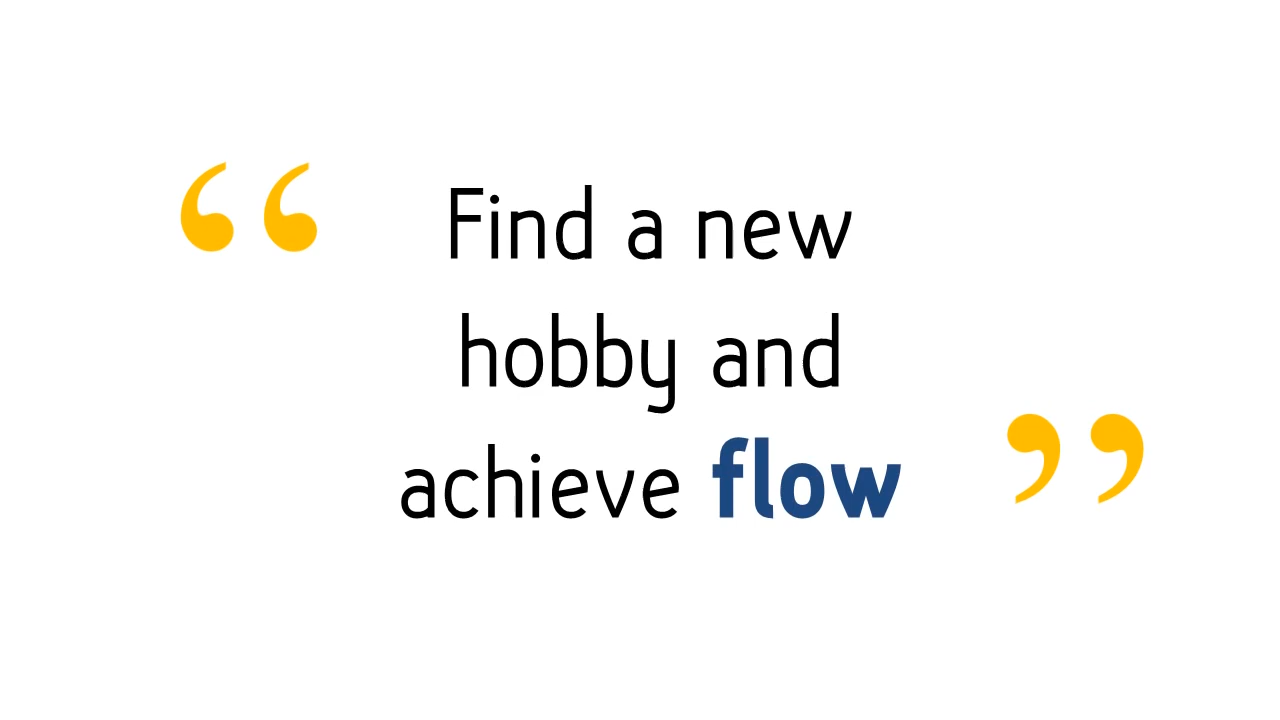 “ Find a new
hobby and
achieve flow ”